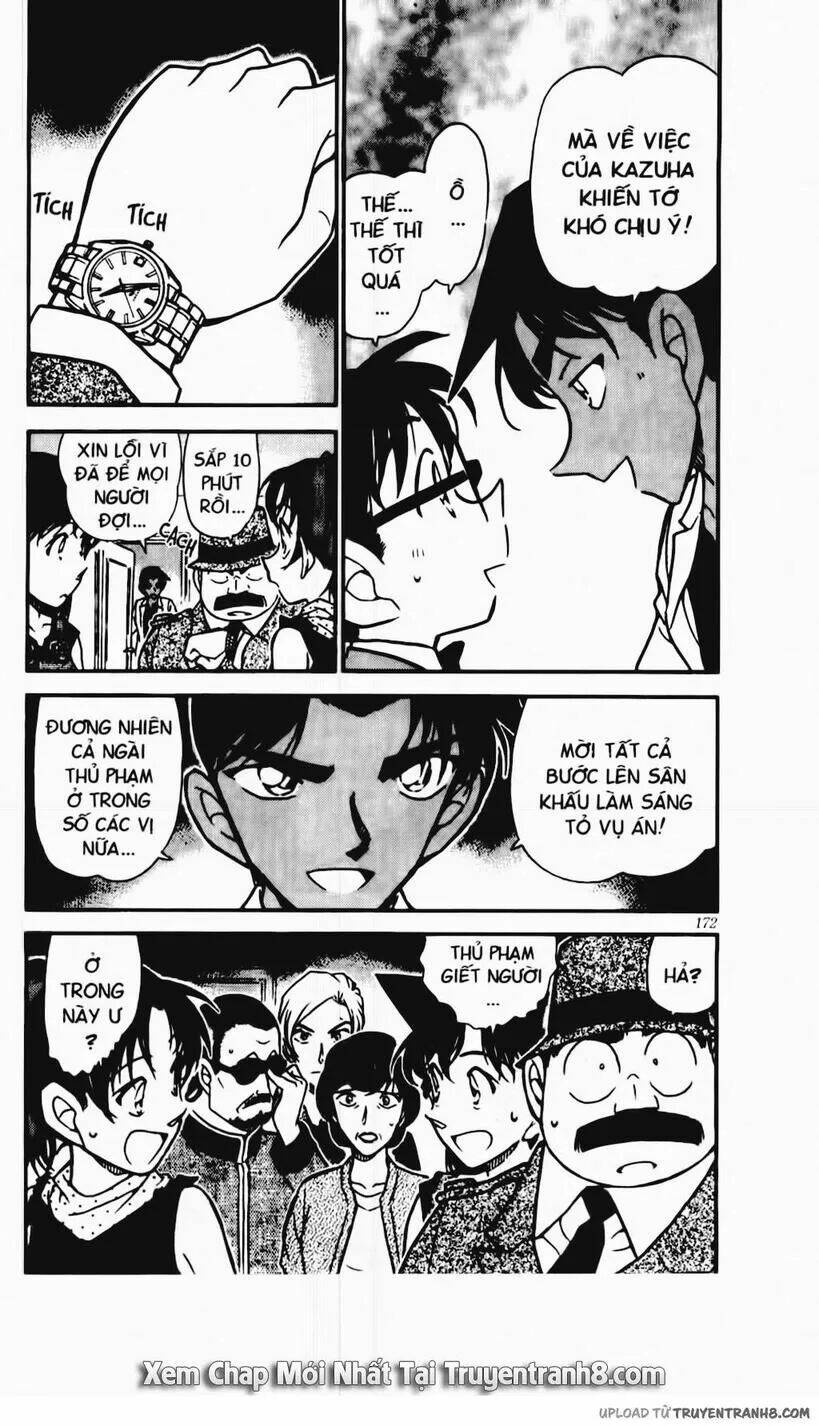 MÀ VỀ VIỆC
CỦA KAZUHA
KHIẾN TỚ
KHÓ CHỊU Ý!
Ồ
...
THẾ...
THẾ THÌ
TỐT
QUÁ
...
TÍCH
TÍCH
SẮP 10
PHÚT
RỒI...
XIN LỖI VÌ
ĐÃ ĐỂ MỌI
NGƯỜI
ĐỢI...
CẠCH
MỜI TẤT CẢ
BƯỚC LÊN SÂN
KHẤU LÀM SÁNG
TỎ VỤ ÁN!
ĐƯƠNG NHIÊN
CẢ NGÀI
THỦ PHẠM
Ở TRONG
SỐ CÁC VỊ
NỮA...
172
HẢ?
THỦ PHẠM
GIẾT NGƯỜI
...
Ở
TRONG
NÀY Ư
?
Xem Chap Mới Nhất Tại Truyentranh8.com
UPLOAD TỪ TRUYENTRANH8.COM